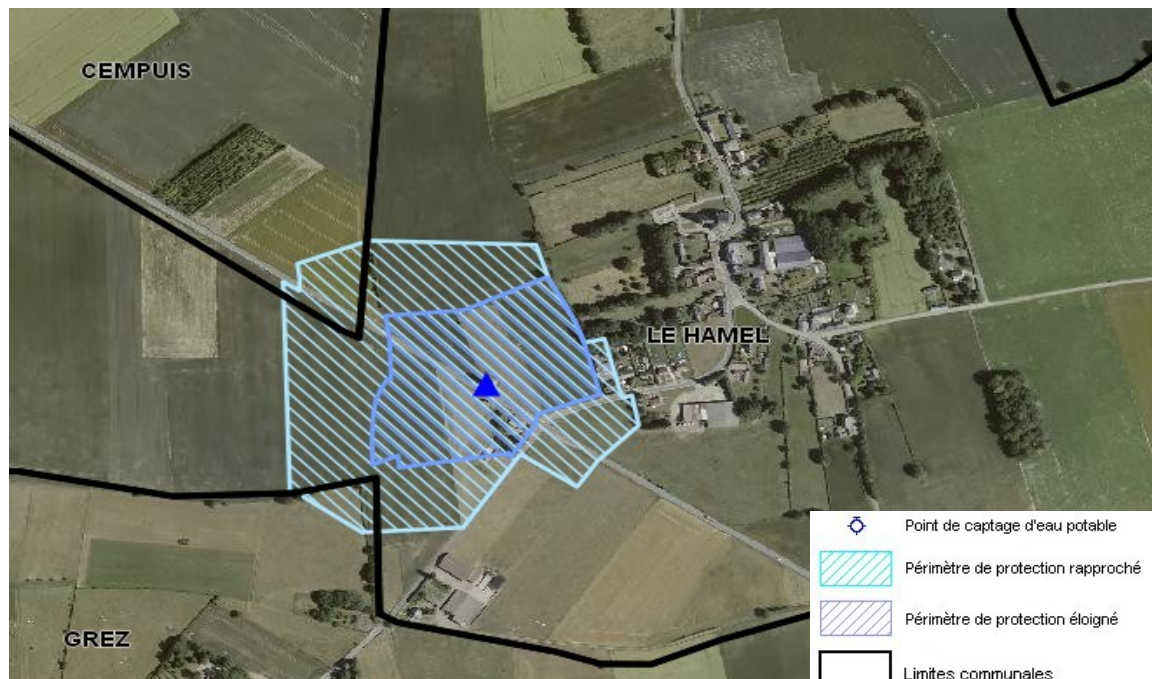 CEMPUIS
LE HAMEL
GREZ
Point de captage d'eau potable
Périmètre de protection rapproché
Périmètre de protection éloigné
Limites communales